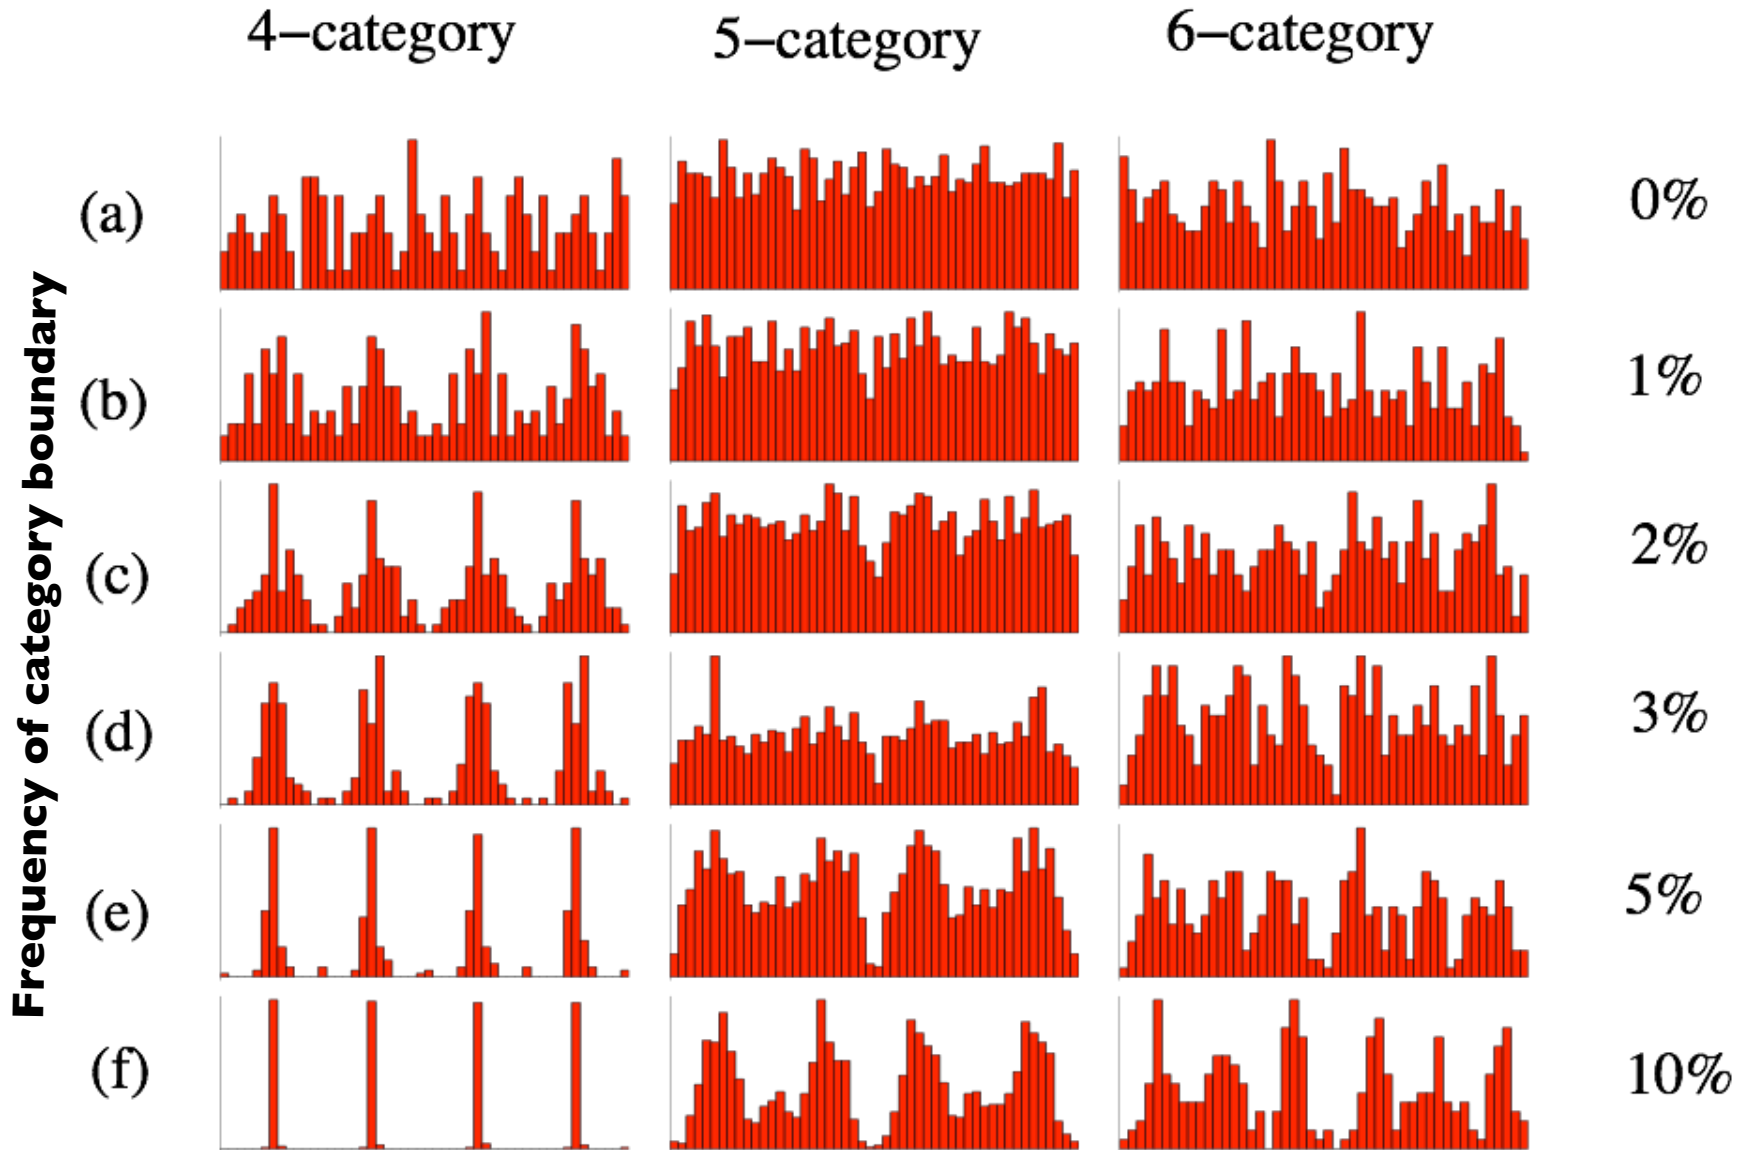 4−category 5−category 6−category
Frequency of category boundary
(a) 0%
(b) 1%
(c) 2%
(d) 3%
(e) 5%
(f) 10%